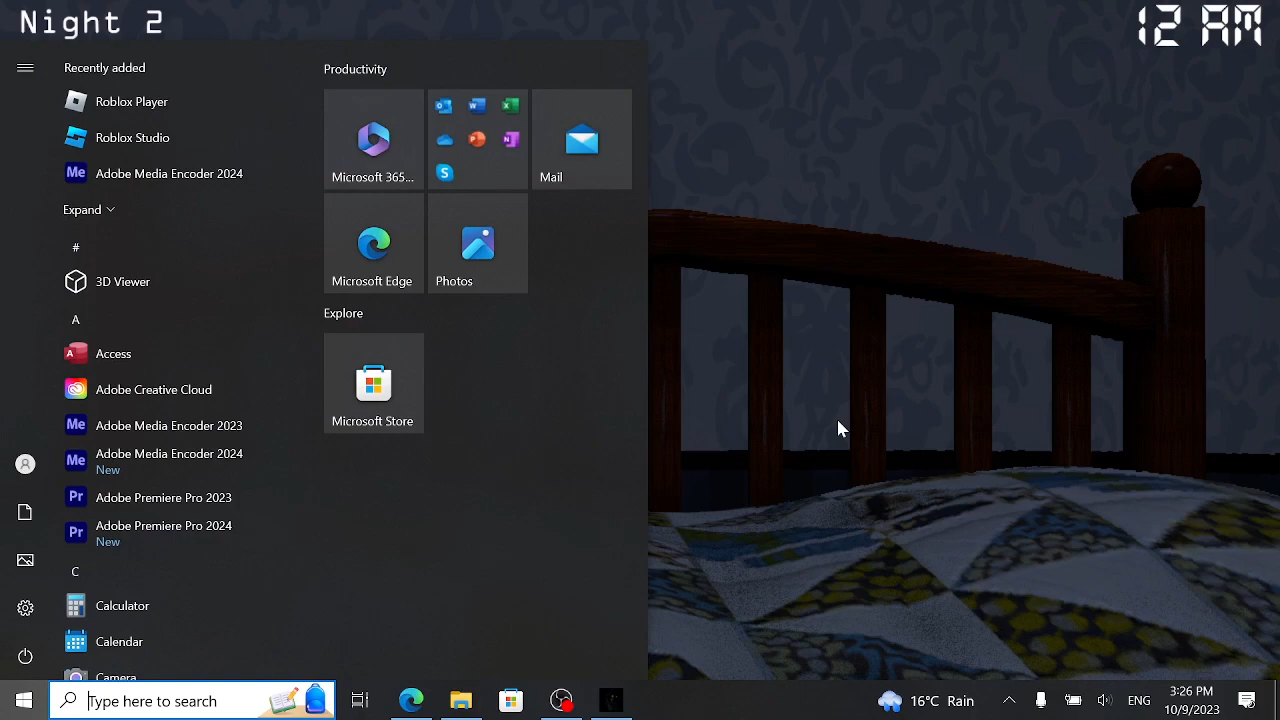 Night 2
12 AM
Recently added
Roblox Player
Roblox Studio
Adobe Media Encoder 2024
Expand
#
3D Viewer
A
Access
Adobe Creative Cloud
Adobe Media Encoder 2023
Adobe Media Encoder 2024
New
Adobe Premiere Pro 2023
Adobe Premiere Pro 2024
New
C
Calculator
Calendar
Camera
Productivity
Microsoft 365...
Mail
Microsoft Edge
Photos
Explore
Microsoft Store
Type here to search
16°C Rain
ENG
3:26 PM
10/9/2023